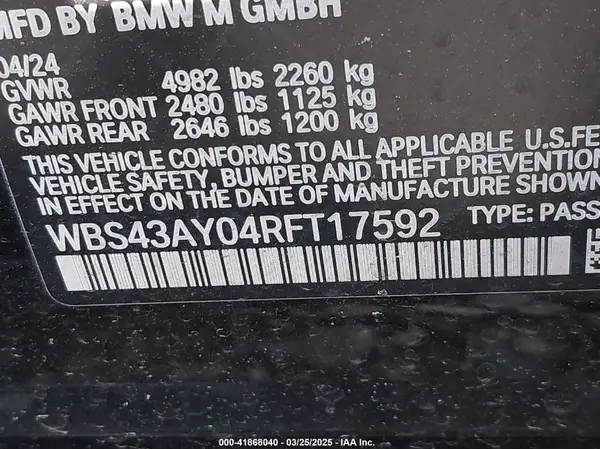 MFD BY BMW M GMBH
04/24
GVWR 4982 lbs 2260 kg
GAWR FRONT 2480 lbs 1125 kg
GAWR REAR 2646 lbs 1200 kg
THIS VEHICLE CONFORMS TO ALL APPLICABLE U.S.FE
VEHICLE SAFETY, BUMPER AND THEFT PREVENTION
IN EFFECT ON THE DATE OF MANUFACTURE SHOWN
WBS43AY04RFT17592 TYPE: PASS
000-41868040 | 03/25/2025 - IAA Inc.